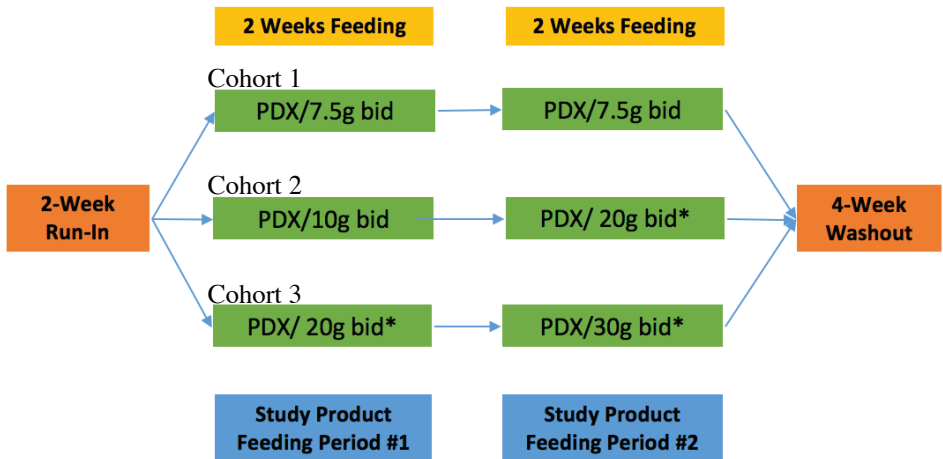 2 Weeks Feeding
2 Weeks Feeding
Cohort 1
PDX/7.5g bid
PDX/7.5g bid
Cohort 2
2-Week
Run-In
PDX/10g bid
PDX/ 20g bid*
4-Week
Washout
Cohort 3
PDX/ 20g bid*
PDX/30g bid*
Study Product
Feeding Period #1
Study Product
Feeding Period #2